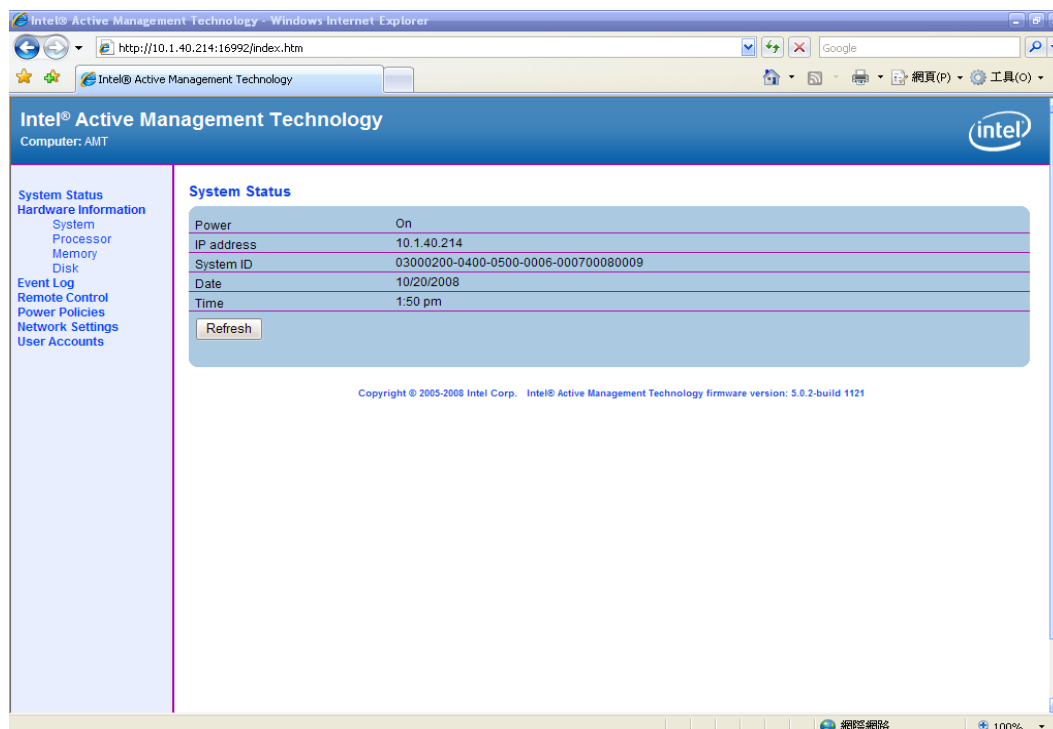 Intel® Active Management Technology - Windows Internet Explorer
http://10.1.40.214:16992/index.htm
Google
Intel® Active Management Technology
網頁(P)
工具(O)
Intel® Active Management Technology
Computer: AMT
intel
System Status
Hardware Information
System
Processor
Memory
Disk
Event Log
Remote Control
Power Policies
Network Settings
User Accounts
System Status
Power On
IP address 10.1.40.214
System ID 03000200-0400-0500-0006-000700080009
Date 10/20/2008
Time 1:50 pm
Refresh
Copyright © 2005-2008 Intel Corp. Intel® Active Management Technology firmware version: 5.0.2-build 1121
網際網路
100%